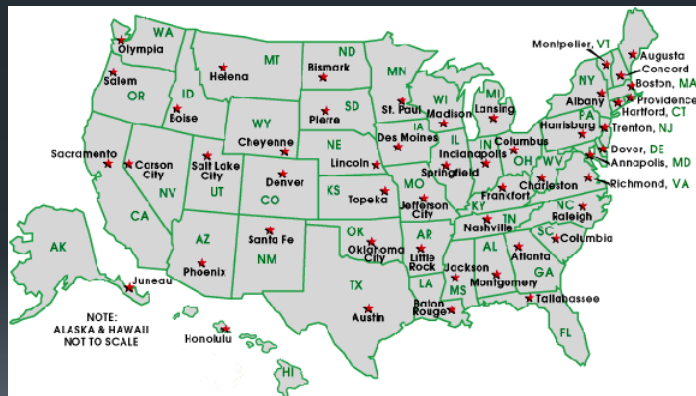 WA
Olympia
MT
ND
Montpelier, VT
Augusta
Helena
Bismark
MN
Concord
Salem
ID
OR
Boise
SD
Pierre
St. Paul
WI
Madison
MI
Lansing
NY
Albany
Boston, MA
Providence
Hartford, CT
WY
Cheyenne
IA
Des Moines
PA
Harrisburg
Trenton, NJ
NE
Lincoln
IL
Indianapolis
IN
Columbus
OH
WV
Dover, DE
Annapolis, MD
Sacramento
Carson
City
NV
Salt Lake
City
UT
Denver
CO
KS
Topeka
MO
Jefferson
City
Springfield
Frankfort
KY
Charleston
Richmond, VA
CA
AZ
Phoenix
Santa Fe
NM
OK
Oklahoma
City
AR
Little
Rock
Nashville
TN
NC
Raleigh
SC
Columbia
AK
Juneau
TX
Austin
LA
Baton
Rouge
Jackson
MS
AL
Montgomery
Atlanta
GA
Tallahassee
FL
NOTE:
ALASKA & HAWAII
NOT TO SCALE
Honolulu
HI